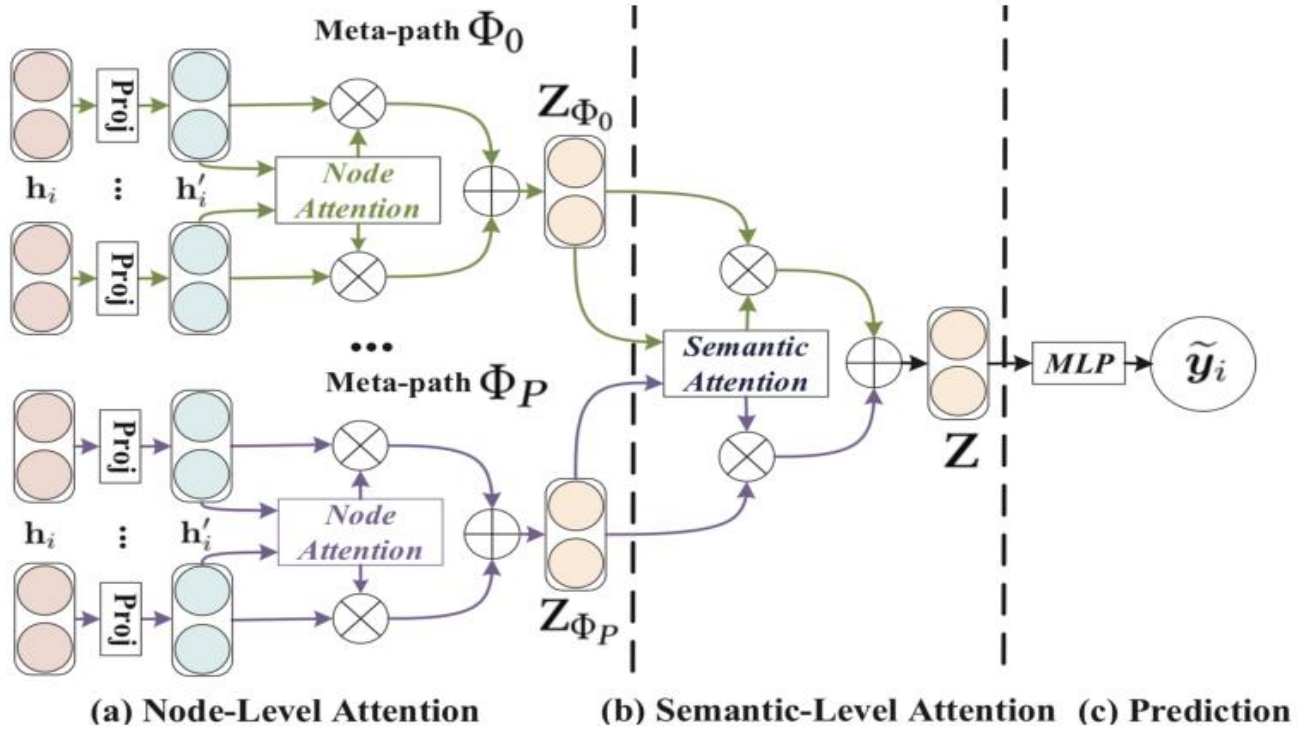 Meta-path Φ₀
Proj
h_i
...
h'_i
Node
Attention
Proj
Z_Φ₀
...
Meta-path Φ_P
Proj
h_i
...
h'_i
Node
Attention
Proj
Z_Φ_P
Semantic
Attention
Z
MLP
ỹ_i
(a) Node-Level Attention
(b) Semantic-Level Attention
(c) Prediction